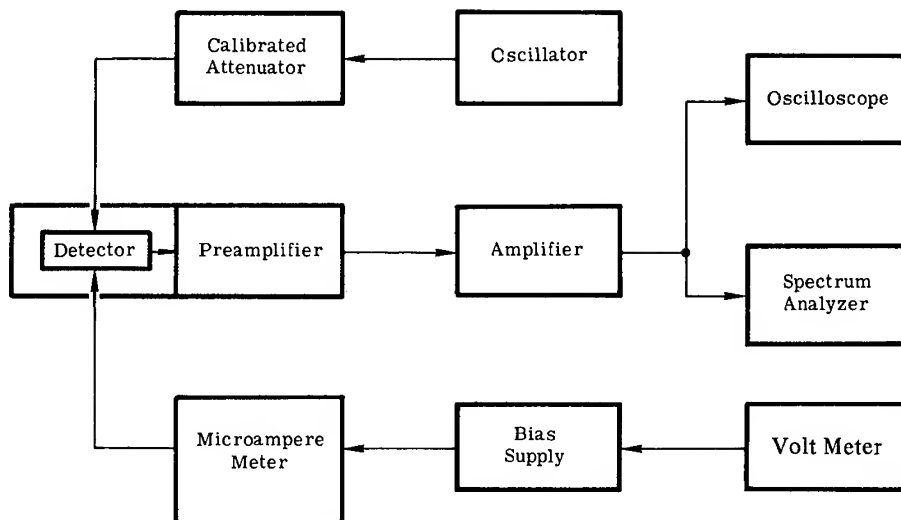 Calibrated
Attenuator
Oscillator
Oscilloscope
Detector
Preamplifier
Amplifier
Spectrum
Analyzer
Microampere
Meter
Bias
Supply
Volt Meter